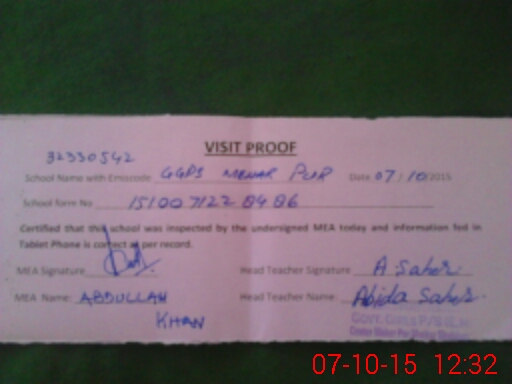 VISIT PROOF
32330542
School Name with Emiscode GGPS MEHAR PUR Date 07/10/2015
School form No 151007122 8486
Certified that this school was inspected by the undersigned MEA today and information fed in
Tablet Phone is correct as per record.
MEA Signature Head Teacher Signature A Saher
MEA Name: ABDULLAH Head Teacher Name Abida Saher.
KHAN
07-10-15 12:32